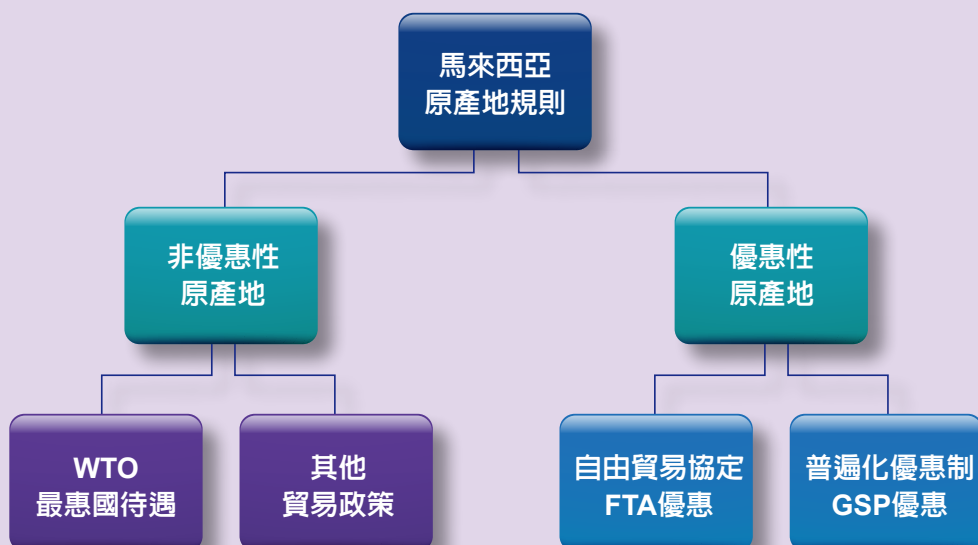 馬來西亞
原產地規則
非優惠性
原產地
優惠性
原產地
WTO
最惠國待遇
其他
貿易政策
自由貿易協定
FTA優惠
普遍化優惠制
GSP優惠